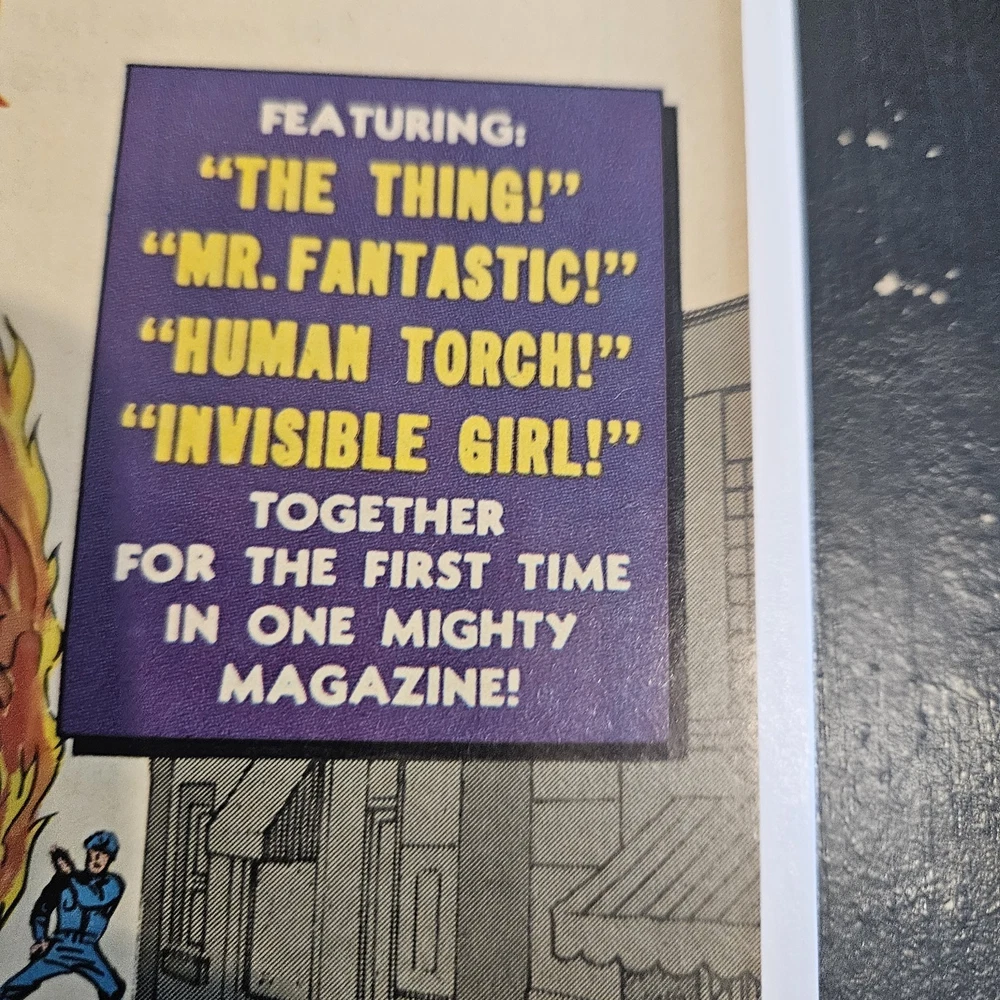 FEATURING:
“THE THING!”
“MR. FANTASTIC!”
“HUMAN TORCH!”
“INVISIBLE GIRL!”
TOGETHER
FOR THE FIRST TIME
IN ONE MIGHTY
MAGAZINE!